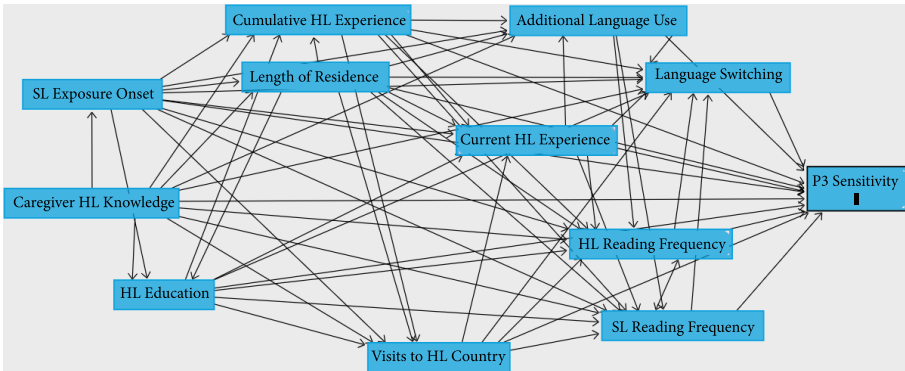 Cumulative HL Experience
Additional Language Use
Length of Residence
Language Switching
SL Exposure Onset
Current HL Experience
P3 Sensitivity
Caregiver HL Knowledge
HL Reading Frequency
HL Education
SL Reading Frequency
Visits to HL Country